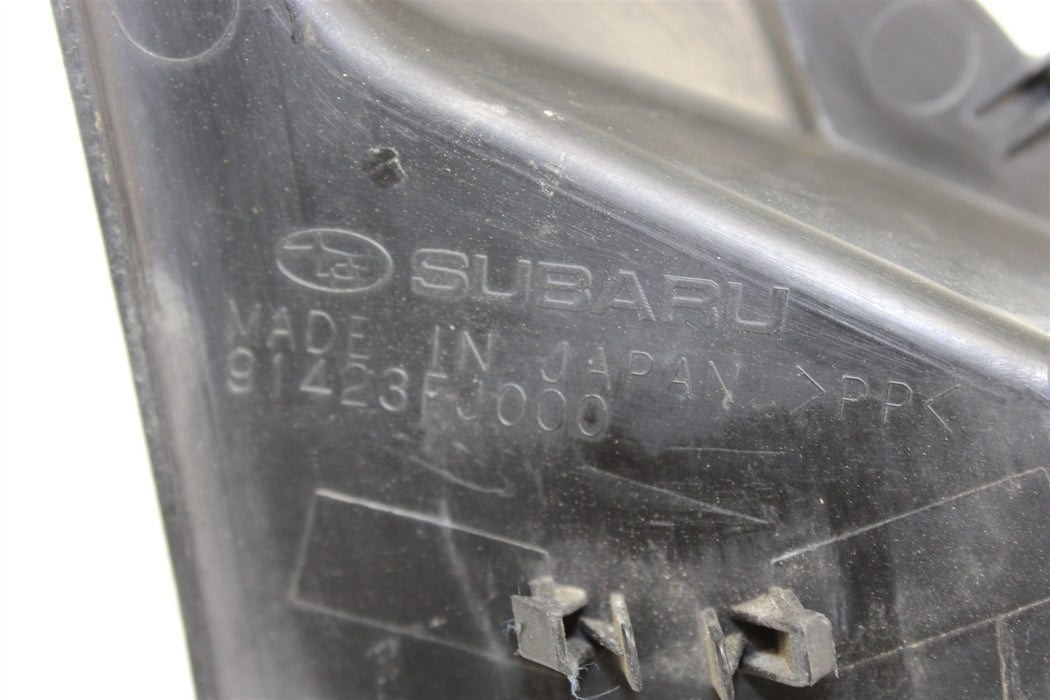 SUBARU
MADE IN JAPAN >PP<
91423FJ000